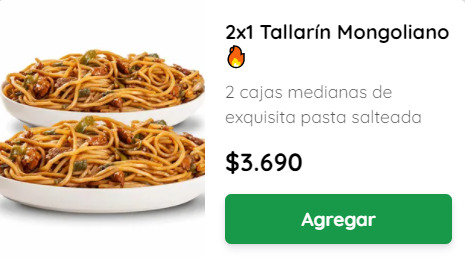 2x1 Tallarín Mongoliano
🔥
2 cajas medianas de
exquisita pasta salteada
$3.690
Agregar